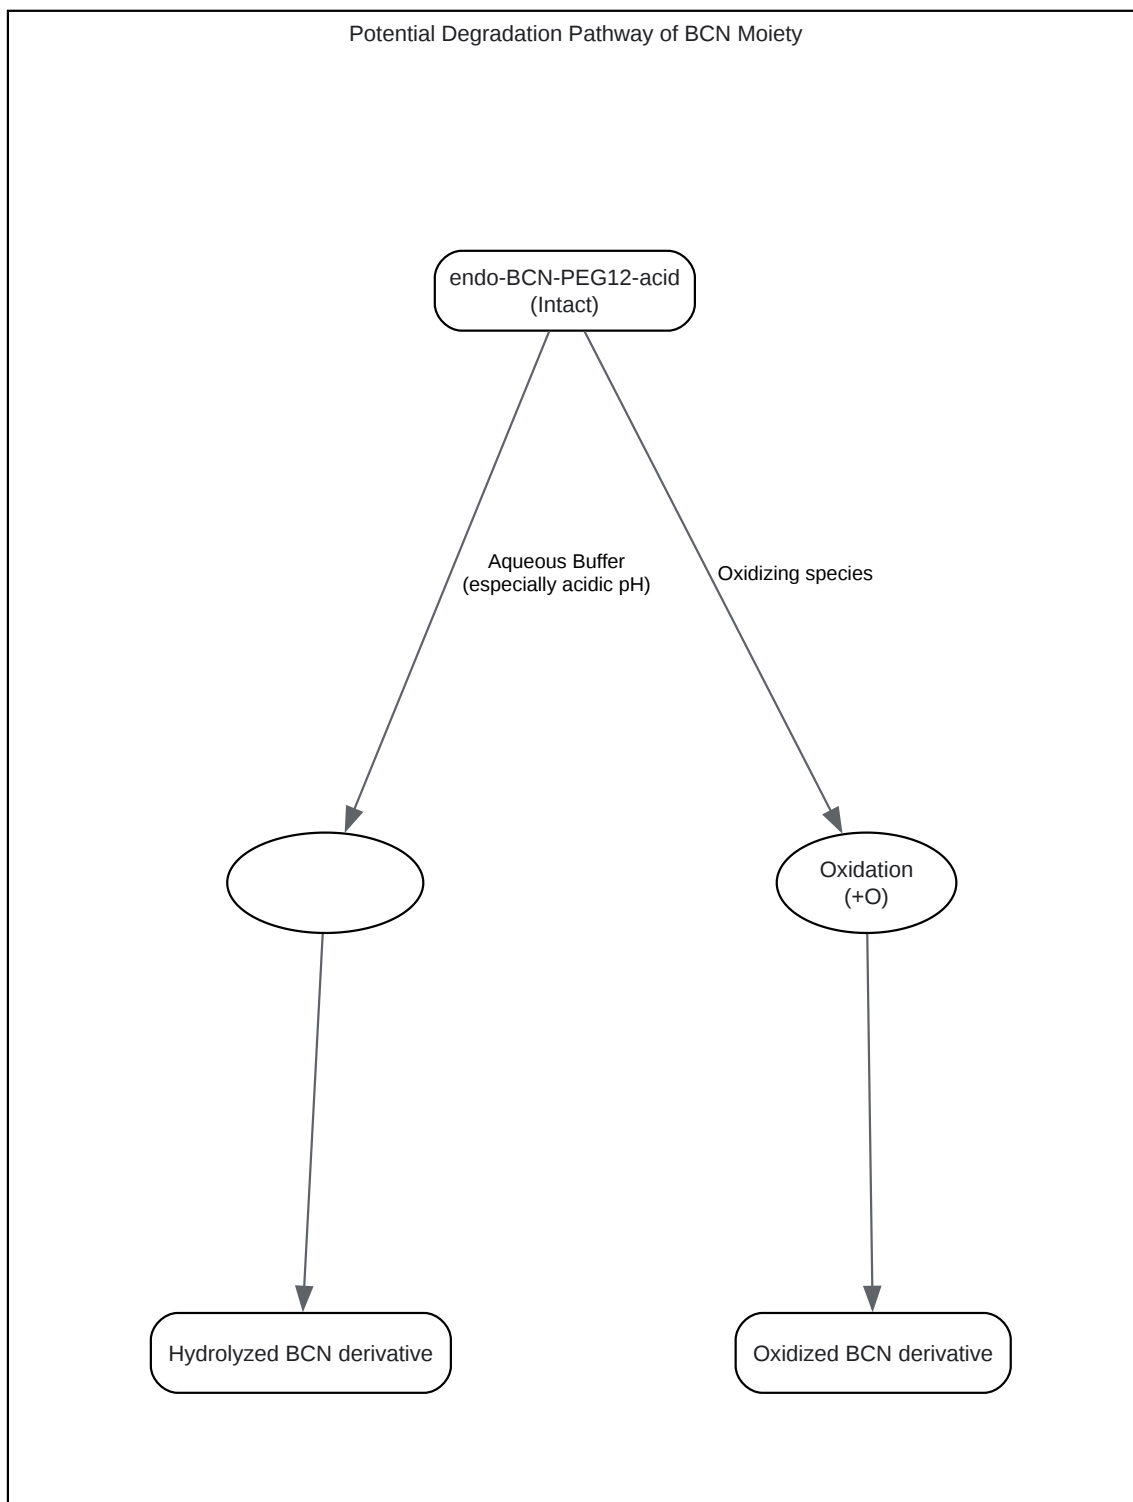 Potential Degradation Pathway of BCN Moiety
endo-BCN-PEG12-acid
(Intact)
Aqueous Buffer
(especially acidic pH)
Oxidizing species
Oxidation
(+O)
Hydrolyzed BCN derivative
Oxidized BCN derivative